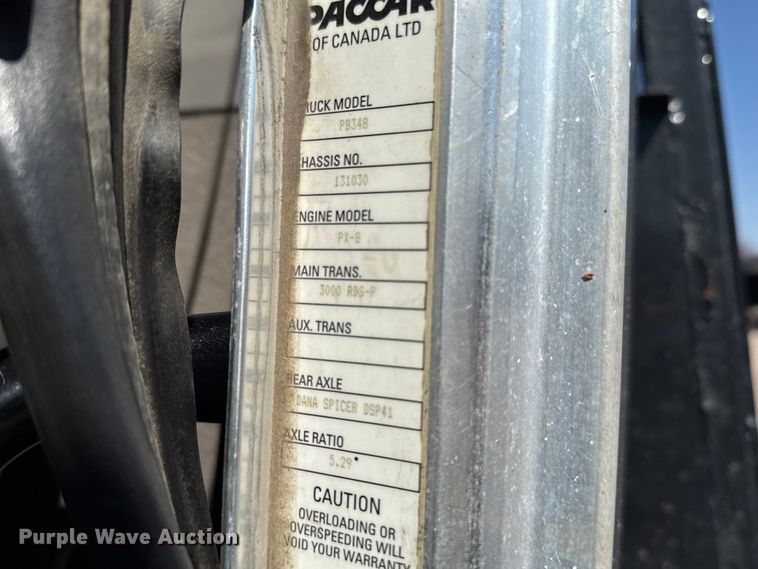 PACCAR
OF CANADA LTD
RUCK MODEL
PB348
CHASSIS NO.
131030
ENGINE MODEL
PX-8
MAIN TRANS.
3000 RDS-P
AUX. TRANS
REAR AXLE
DANA SPICER DSP41
AXLE RATIO
5.29
CAUTION
OVERLOADING OR
OVERSPEEDING WILL
VOID YOUR WARRANTY
Purple Wave Auction